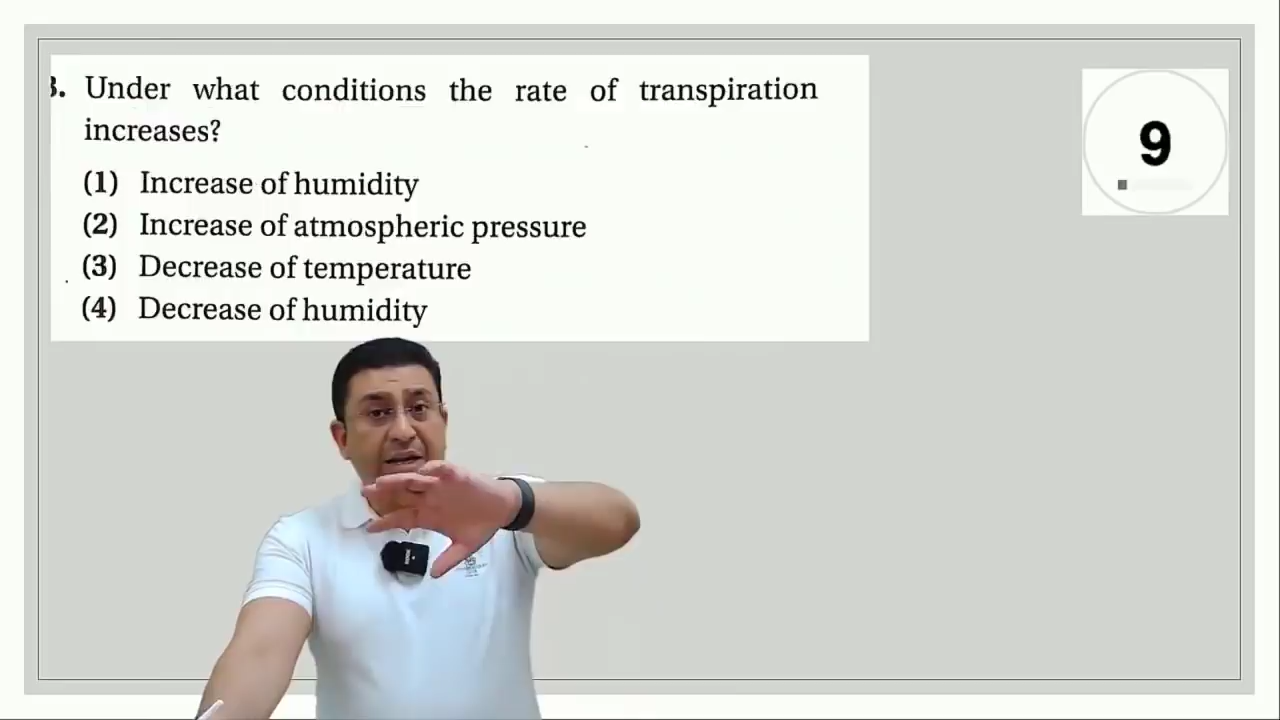 3. Under what conditions the rate of transpiration
increases?
(1) Increase of humidity
(2) Increase of atmospheric pressure
(3) Decrease of temperature
(4) Decrease of humidity
9